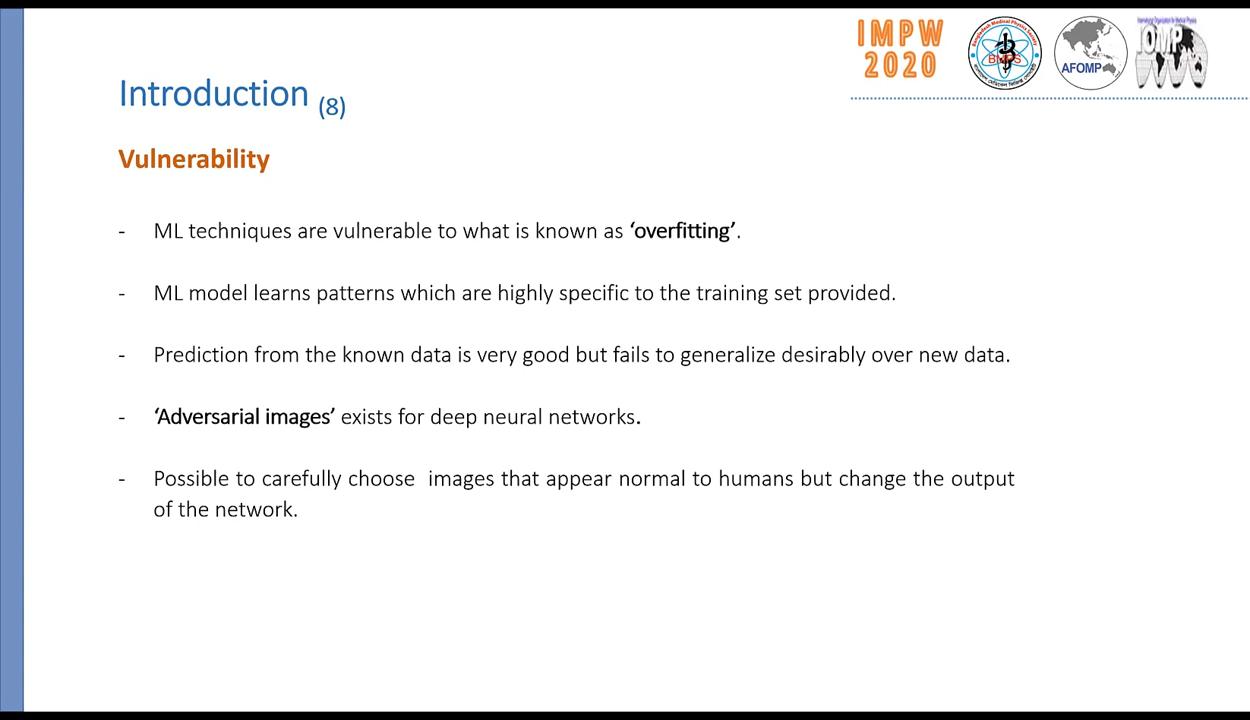 IMPW
2020
BMPS
AFOMP
IOMP
Introduction (8)
Vulnerability
- ML techniques are vulnerable to what is known as ‘overfitting’.
- ML model learns patterns which are highly specific to the training set provided.
- Prediction from the known data is very good but fails to generalize desirably over new data.
- ‘Adversarial images’ exists for deep neural networks.
- Possible to carefully choose images that appear normal to humans but change the output
of the network.